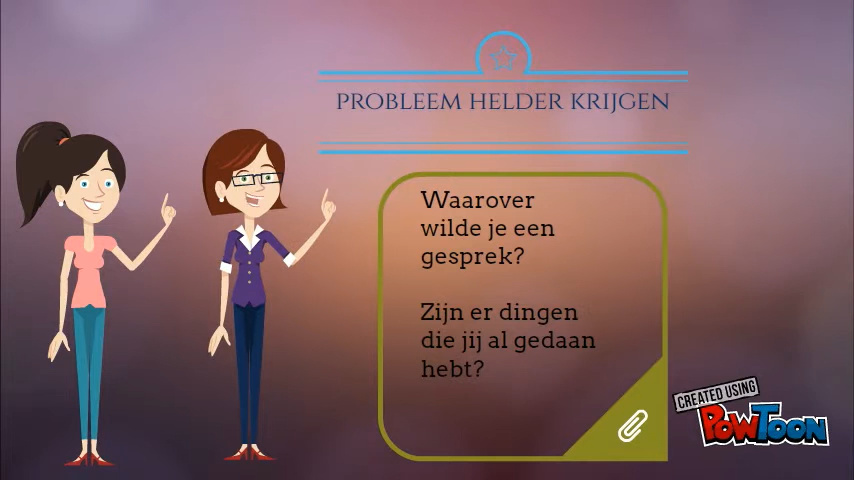 PROBLEEM HELDER KRIJGEN
Waarover
wilde je een
gesprek?
Zijn er dingen
die jij al gedaan
hebt?
CREATED USING
POWTOON